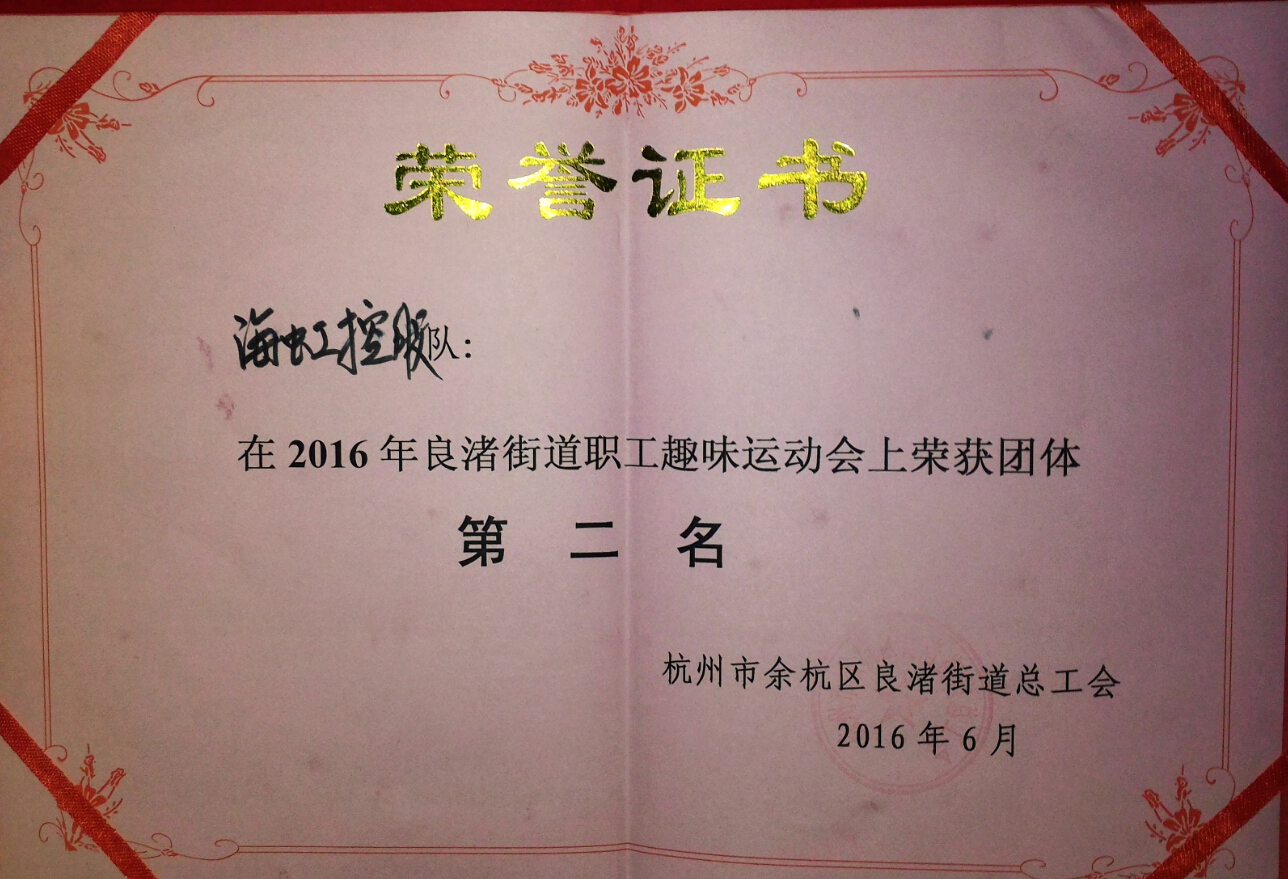 荣誉证书
海虹控股队：
在 2016 年良渚街道职工趣味运动会上荣获团体
第二名
杭州市余杭区良渚街道总工会
2016 年 6 月